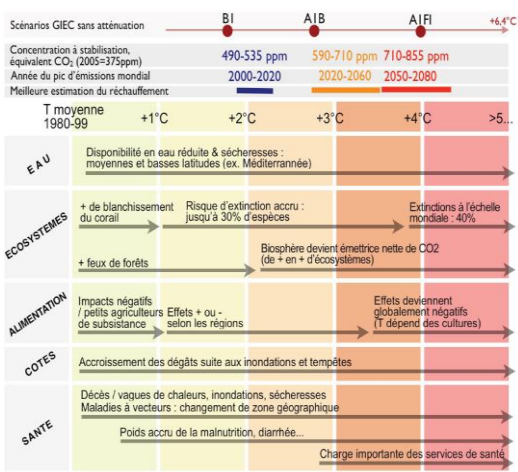 Scénarios GIEC sans atténuation
B1 A1B A1FI
+6,4°C
Concentration à stabilisation,
équivalent CO2 (2005=375ppm)
490-535 ppm 590-710 ppm 710-855 ppm
Année du pic d'émissions mondial
2000-2020 2020-2060 2050-2080
Meilleure estimation du réchauffement
T moyenne
1980-99
+1°C +2°C +3°C +4°C >5...
EAU
Disponibilité en eau réduite & sécheresses :
moyennes et basses latitudes (ex. Méditerrannée)
ECOSYSTEMES
+ de blanchissement
du corail
Risque d'extinction accru :
jusqu'à 30% d'espèces
Extinctions à l'échelle
mondiale : 40%
Biosphère devient émettrice nette de CO2
(de + en + d'écosystèmes)
+ feux de forêts
ALIMENTATION
Impacts négatifs
/ petits agriculteurs
de subsistance
Effets + ou -
selon les régions
Effets deviennent
globalement négatifs
(T dépend des cultures)
COTES
Accroissement des dégâts suite aux inondations et tempêtes
SANTE
Décès / vagues de chaleurs, inondations, sécheresses
Maladies à vecteurs : changement de zone géographique
Poids accru de la malnutrition, diarrhée...
Charge importante des services de santé